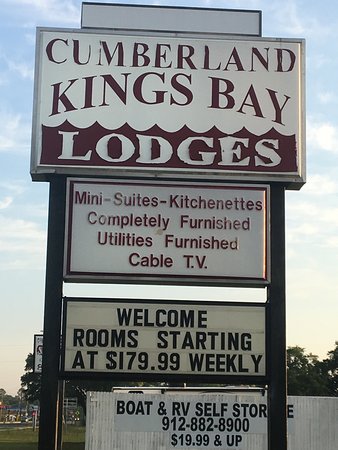 CUMBERLAND
KINGS BAY
LODGES
Mini-Suites-Kitchenettes
Completely Furnished
Utilities Furnished
Cable T.V.
WELCOME
ROOMS STARTING
AT $179.99 WEEKLY
BOAT & RV SELF STORAGE
912-882-8900
$19.99 & UP